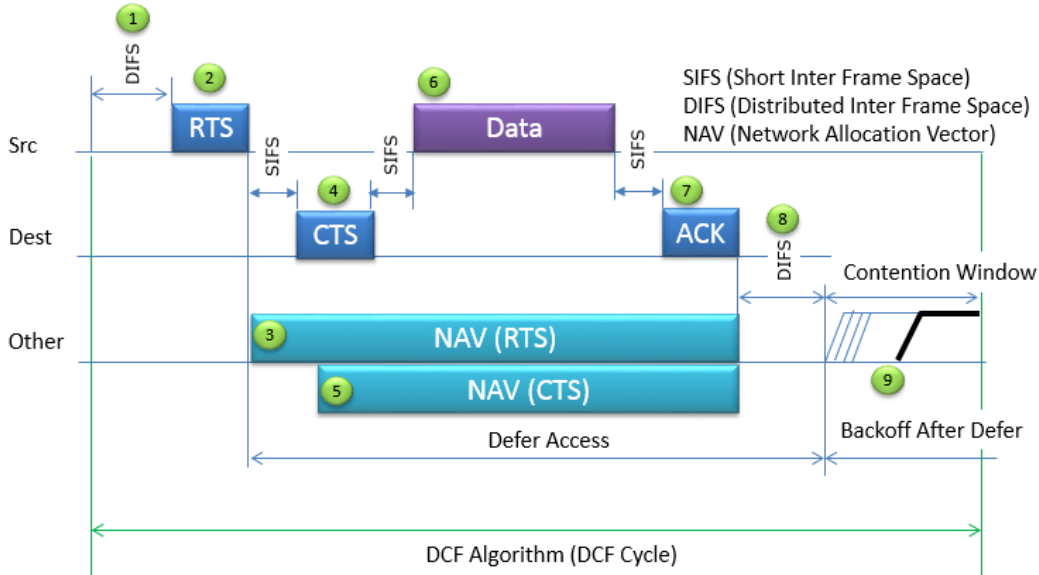 1
DIFS
2
RTS
6
Data
SIFS (Short Inter Frame Space)
DIFS (Distributed Inter Frame Space)
NAV (Network Allocation Vector)
Src
SIFS
4
SIFS
SIFS
7
8
Dest
CTS
ACK
DIFS
Contention Window
Other
3
NAV (RTS)
5
NAV (CTS)
9
Defer Access
Backoff After Defer
DCF Algorithm (DCF Cycle)